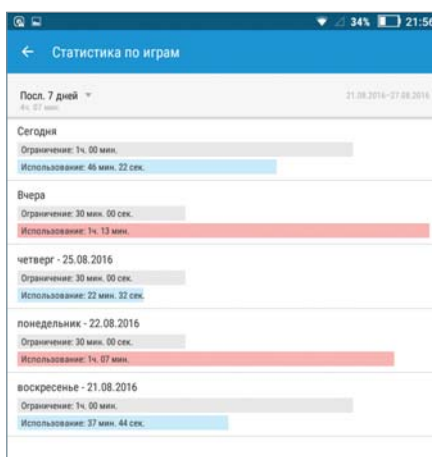 34% 21:56
Статистика по играм
Посл. 7 дней
4ч. 07 мин. 21.08.2016–27.08.2016
Сегодня
Ограничение: 1ч. 00 мин.
Использование: 46 мин. 22 сек.
Вчера
Ограничение: 30 мин. 00 сек.
Использование: 1ч. 13 мин.
четверг - 25.08.2016
Ограничение: 30 мин. 00 сек.
Использование: 22 мин. 32 сек.
понедельник - 22.08.2016
Ограничение: 30 мин. 00 сек.
Использование: 1ч. 07 мин.
воскресенье - 21.08.2016
Ограничение: 1ч. 00 мин.
Использование: 37 мин. 44 сек.